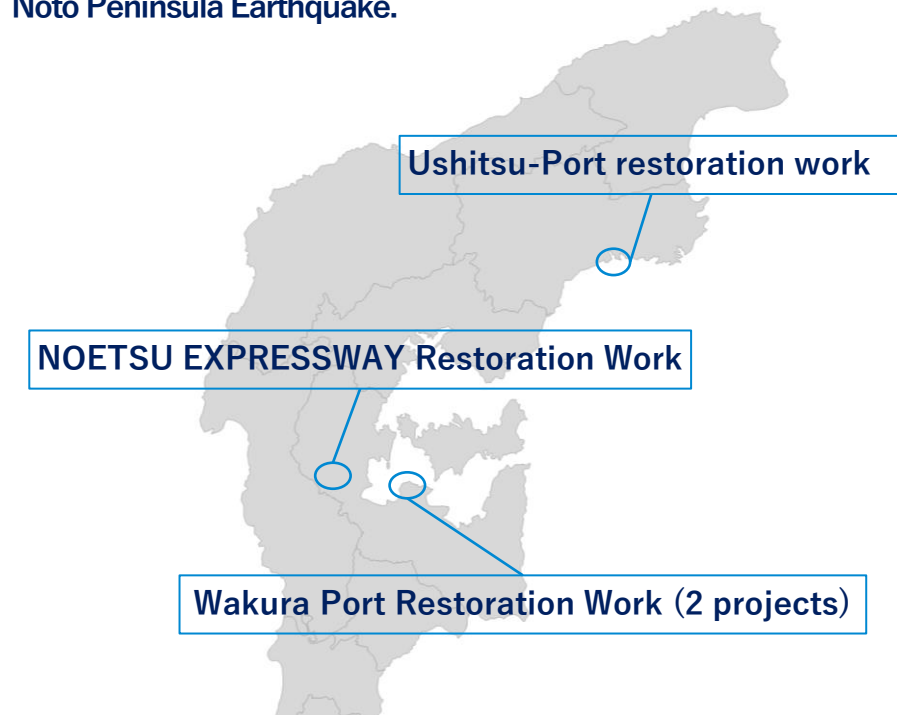 Noto Peninsula Earthquake.
Ushitsu-Port restoration work
NOETSU EXPRESSWAY Restoration Work
Wakura Port Restoration Work (2 projects)